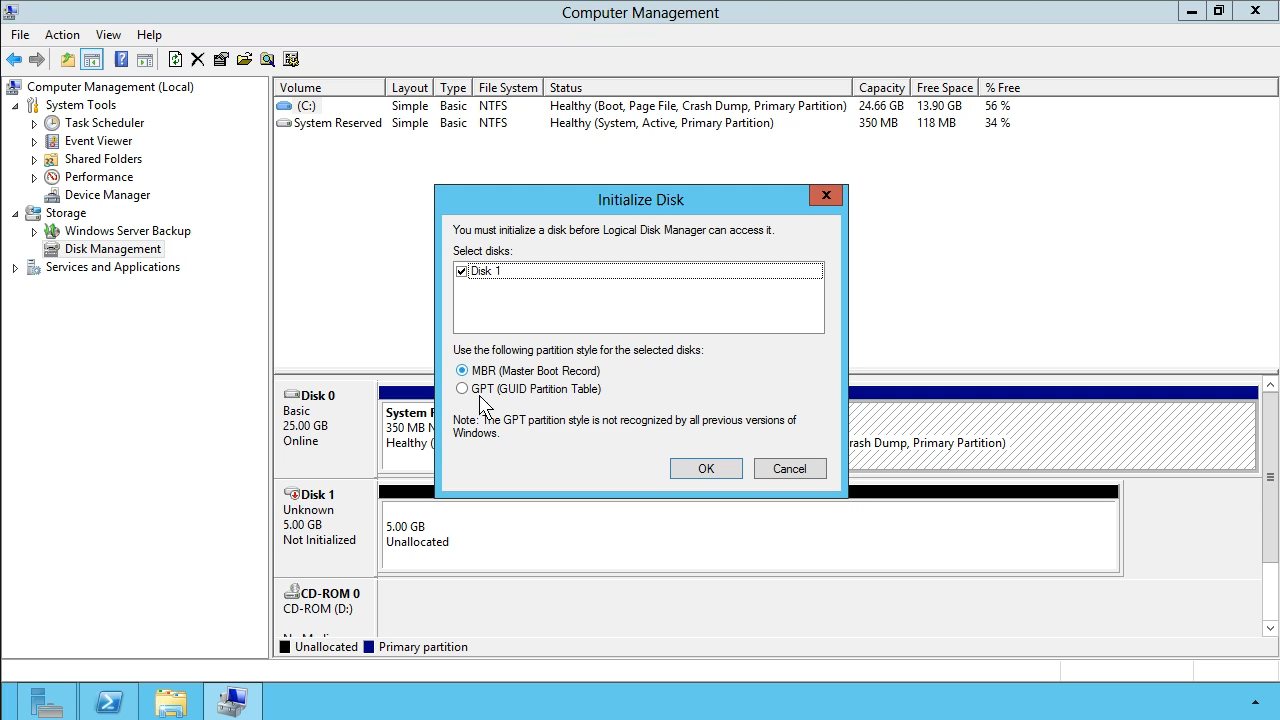 Computer Management
File Action View Help
Computer Management (Local)
System Tools
Task Scheduler
Event Viewer
Shared Folders
Performance
Device Manager
Storage
Windows Server Backup
Disk Management
Services and Applications
Volume Layout Type File System Status Capacity Free Space % Free
(C:) Simple Basic NTFS Healthy (Boot, Page File, Crash Dump, Primary Partition) 24.66 GB 13.90 GB 56 %
System Reserved Simple Basic NTFS Healthy (System, Active, Primary Partition) 350 MB 118 MB 34 %
Initialize Disk
You must initialize a disk before Logical Disk Manager can access it.
Select disks:
Disk 1
Use the following partition style for the selected disks:
MBR (Master Boot Record)
GPT (GUID Partition Table)
Note: The GPT partition style is not recognized by all previous versions of
Windows.
OK Cancel
Disk 0
Basic
25.00 GB
Online
System R
350 MB N
Healthy (
rash Dump, Primary Partition)
Disk 1
Unknown
5.00 GB
Not Initialized
5.00 GB
Unallocated
CD-ROM 0
CD-ROM (D:)
Unallocated Primary partition